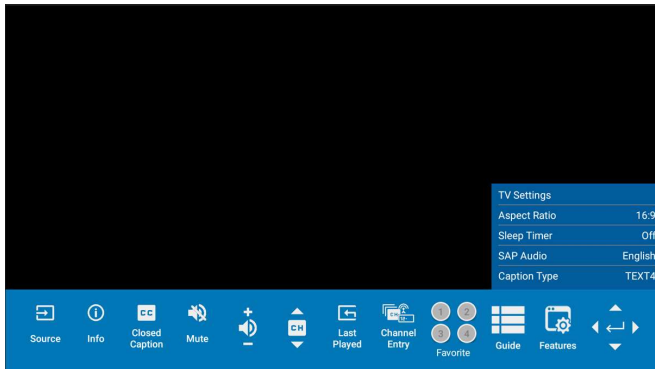 TV Settings
Aspect Ratio 16:9
Sleep Timer Off
SAP Audio English
Caption Type TEXT4
CC
CH
CH
1 2
3 4
Source
Info
Closed
Caption
Mute
Last
Played
Channel
Entry
Favorite
Guide
Features